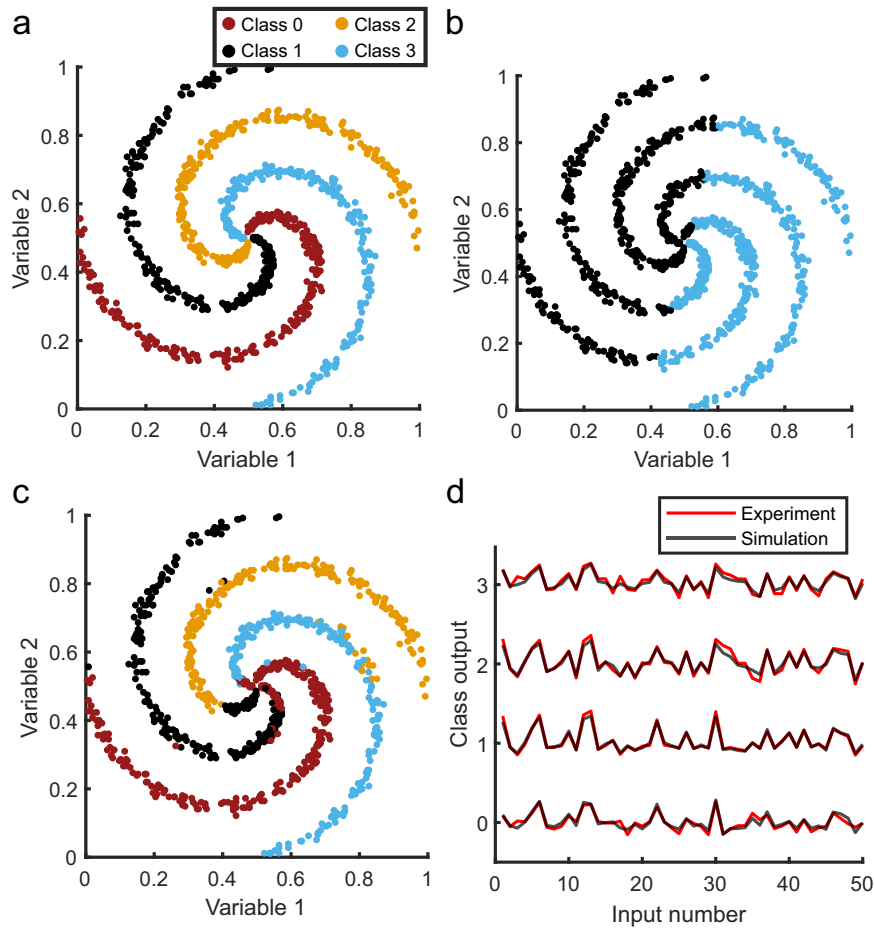 a
Class 0 Class 2
Class 1 Class 3
1
0.8
0.6
0.4
0.2
0
Variable 2
0 0.2 0.4 0.6 0.8 1
Variable 1
b
1
0.8
0.6
0.4
0.2
0
Variable 2
0 0.2 0.4 0.6 0.8 1
Variable 1
c
1
0.8
0.6
0.4
0.2
0
Variable 2
0 0.2 0.4 0.6 0.8 1
Variable 1
d
Experiment
Simulation
3
2
1
0
Class output
0 10 20 30 40 50
Input number